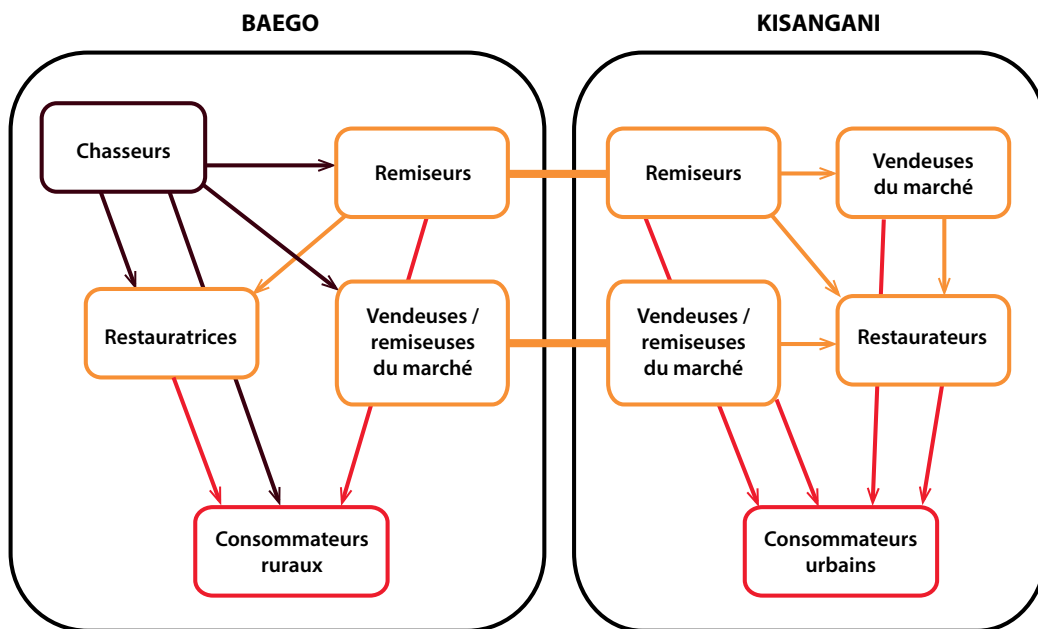 BAEGO
Chasseurs
Remiseurs
Restauratrices
Vendeuses /
remiseuses
du marché
Consommateurs
ruraux
KISANGANI
Remiseurs
Vendeuses
du marché
Vendeuses /
remiseuses
du marché
Restaurateurs
Consommateurs
urbains